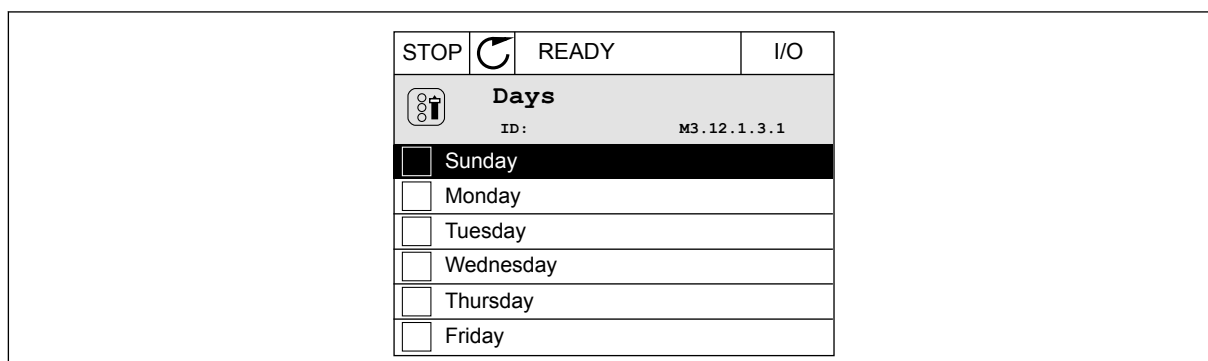 STOP READY I/O
Days
ID: M3.12.1.3.1
Sunday
Monday
Tuesday
Wednesday
Thursday
Friday